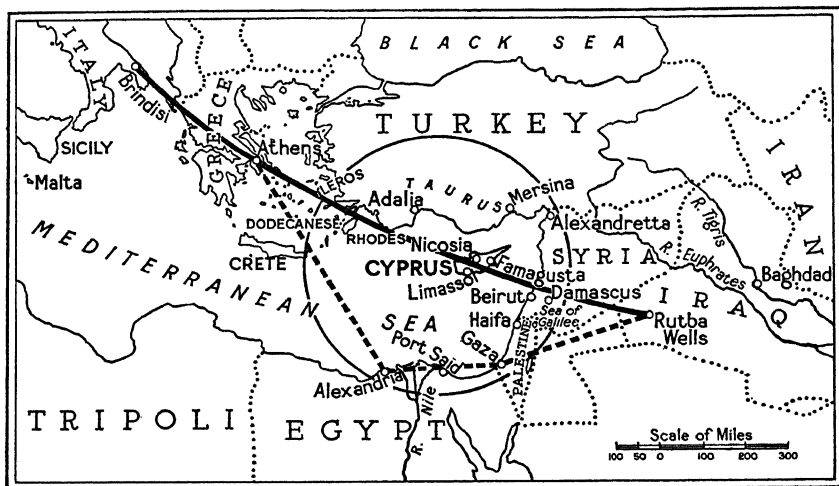 BLACK SEA
ITALY
Brindisi
GREECE
TURKEY
IRAN
SICILY
Athens
Malta
LEROS
TAURUS
Adalia
Mersina
R. Tigris
DODECANESE
Alexandretta
MEDITERRANEAN
RHODES
Nicosia
SYRIA
R. Euphrates
CRETE
CYPRUS
Famagusta
Baghdad
Limassol
Beirut
Damascus
IRAQ
SEA
Haifa
Sea of
Galilee
Rutba
Wells
Port Said
Gaza
PALESTINE
Alexandria
R. Nile
TRIPOLI
EGYPT
Scale of Miles
100 50 0 100 200 300